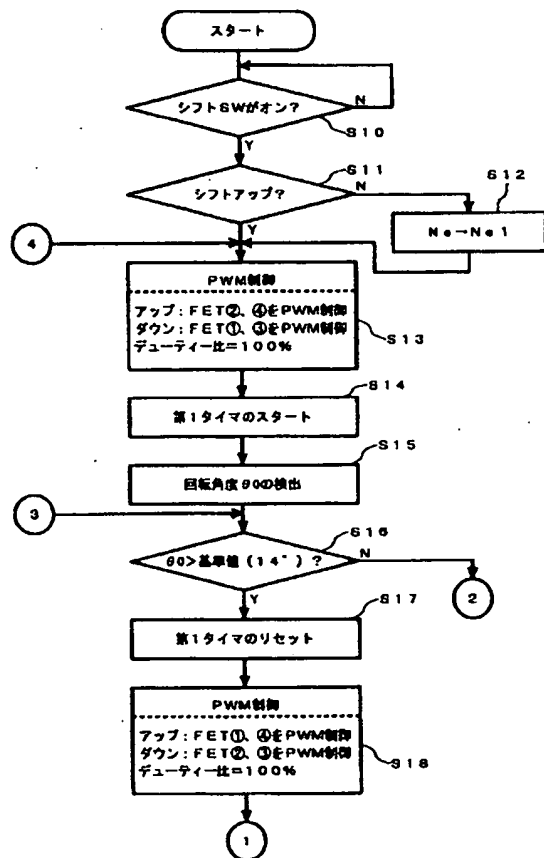 スタート
シフトSWがオン?
N
S10
Y
シフトアップ?
N
S11
S12
Y
Ne→Ne1
4
PWM制御
アップ:FET②、④をPWM制御
ダウン:FET①、③をPWM制御
デューティー比=100%
S13
S14
第1タイマのスタート
S15
回転角度θ0の検出
3
S16
θ0>基準値(14°)?
N
2
Y
S17
第1タイマのリセット
PWM制御
アップ:FET①、④をPWM制御
ダウン:FET②、③をPWM制御
デューティー比=100%
S18
1